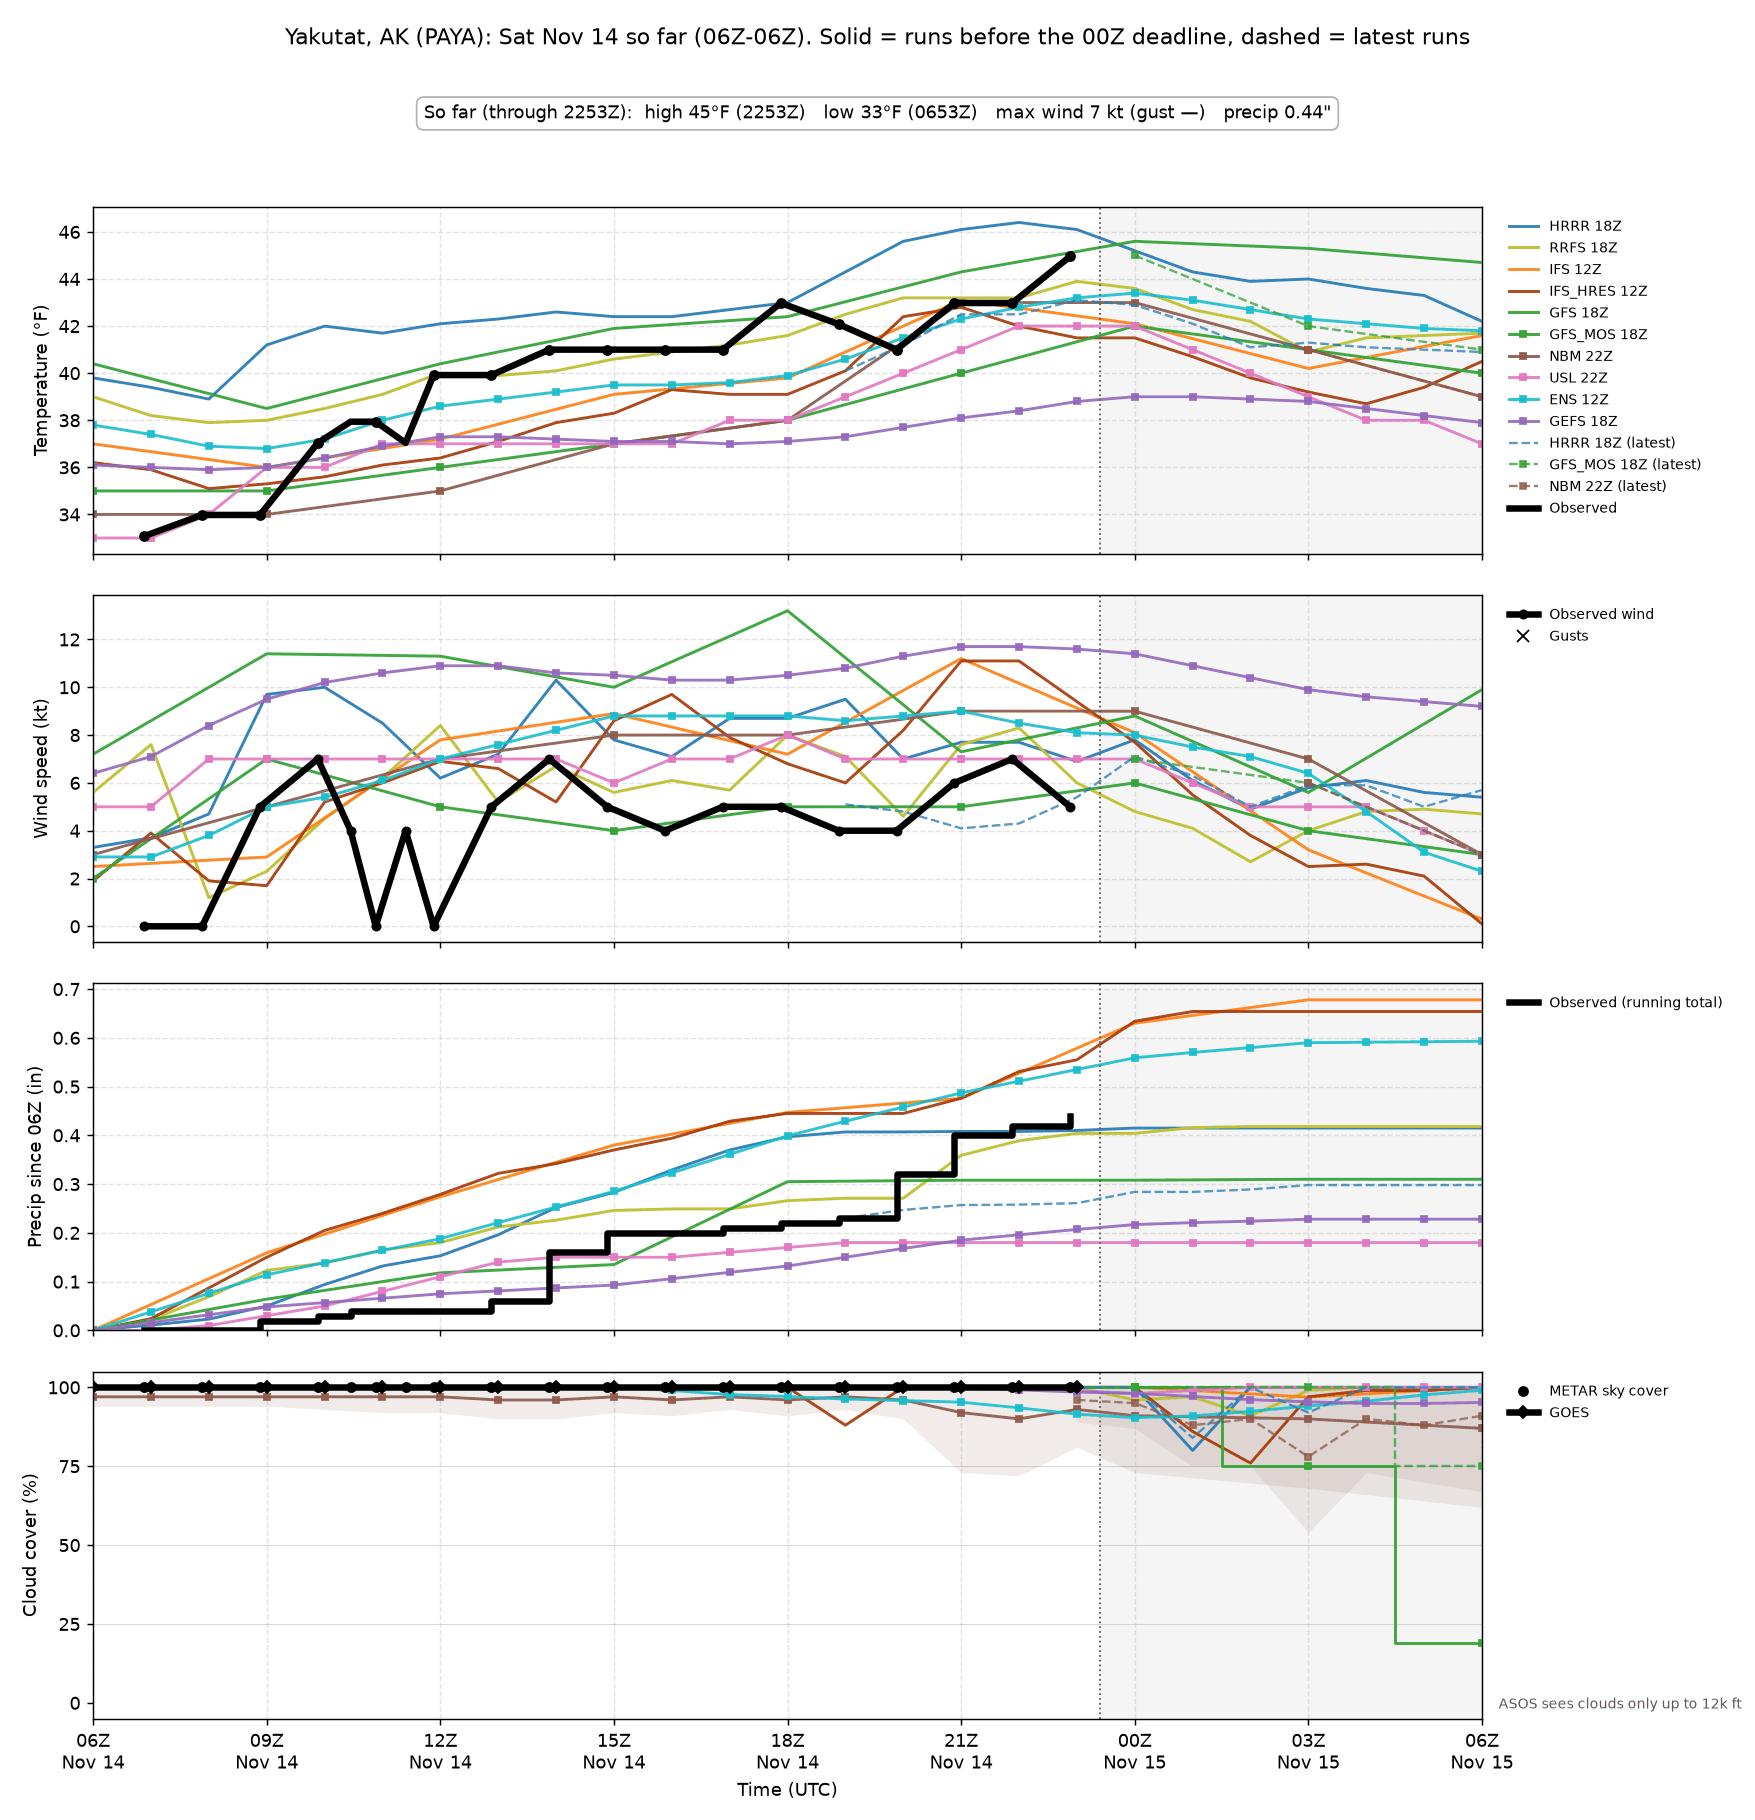 Yakutat, AK (PAYA): Sat Nov 14 so far (06Z-06Z). Solid = runs before the 00Z deadline, dashed = latest runs
So far (through 2253Z):  high 45°F (2253Z)   low 33°F (0653Z)   max wind 7 kt (gust —)   precip 0.44"
Temperature (°F)
46
44
42
40
38
36
34
HRRR 18Z
RRFS 18Z
IFS 12Z
IFS_HRES 12Z
GFS 18Z
GFS_MOS 18Z
NBM 22Z
USL 22Z
ENS 12Z
GEFS 18Z
HRRR 18Z (latest)
GFS_MOS 18Z (latest)
NBM 22Z (latest)
Observed
Wind speed (kt)
12
10
8
6
4
2
0
Observed wind
Gusts
Precip since 06Z (in)
0.7
0.6
0.5
0.4
0.3
0.2
0.1
0.0
Observed (running total)
Cloud cover (%)
100
75
50
25
0
METAR sky cover
GOES
ASOS sees clouds only up to 12k ft
06Z
Nov 14
09Z
Nov 14
12Z
Nov 14
15Z
Nov 14
18Z
Nov 14
21Z
Nov 14
00Z
Nov 15
03Z
Nov 15
06Z
Nov 15
Time (UTC)